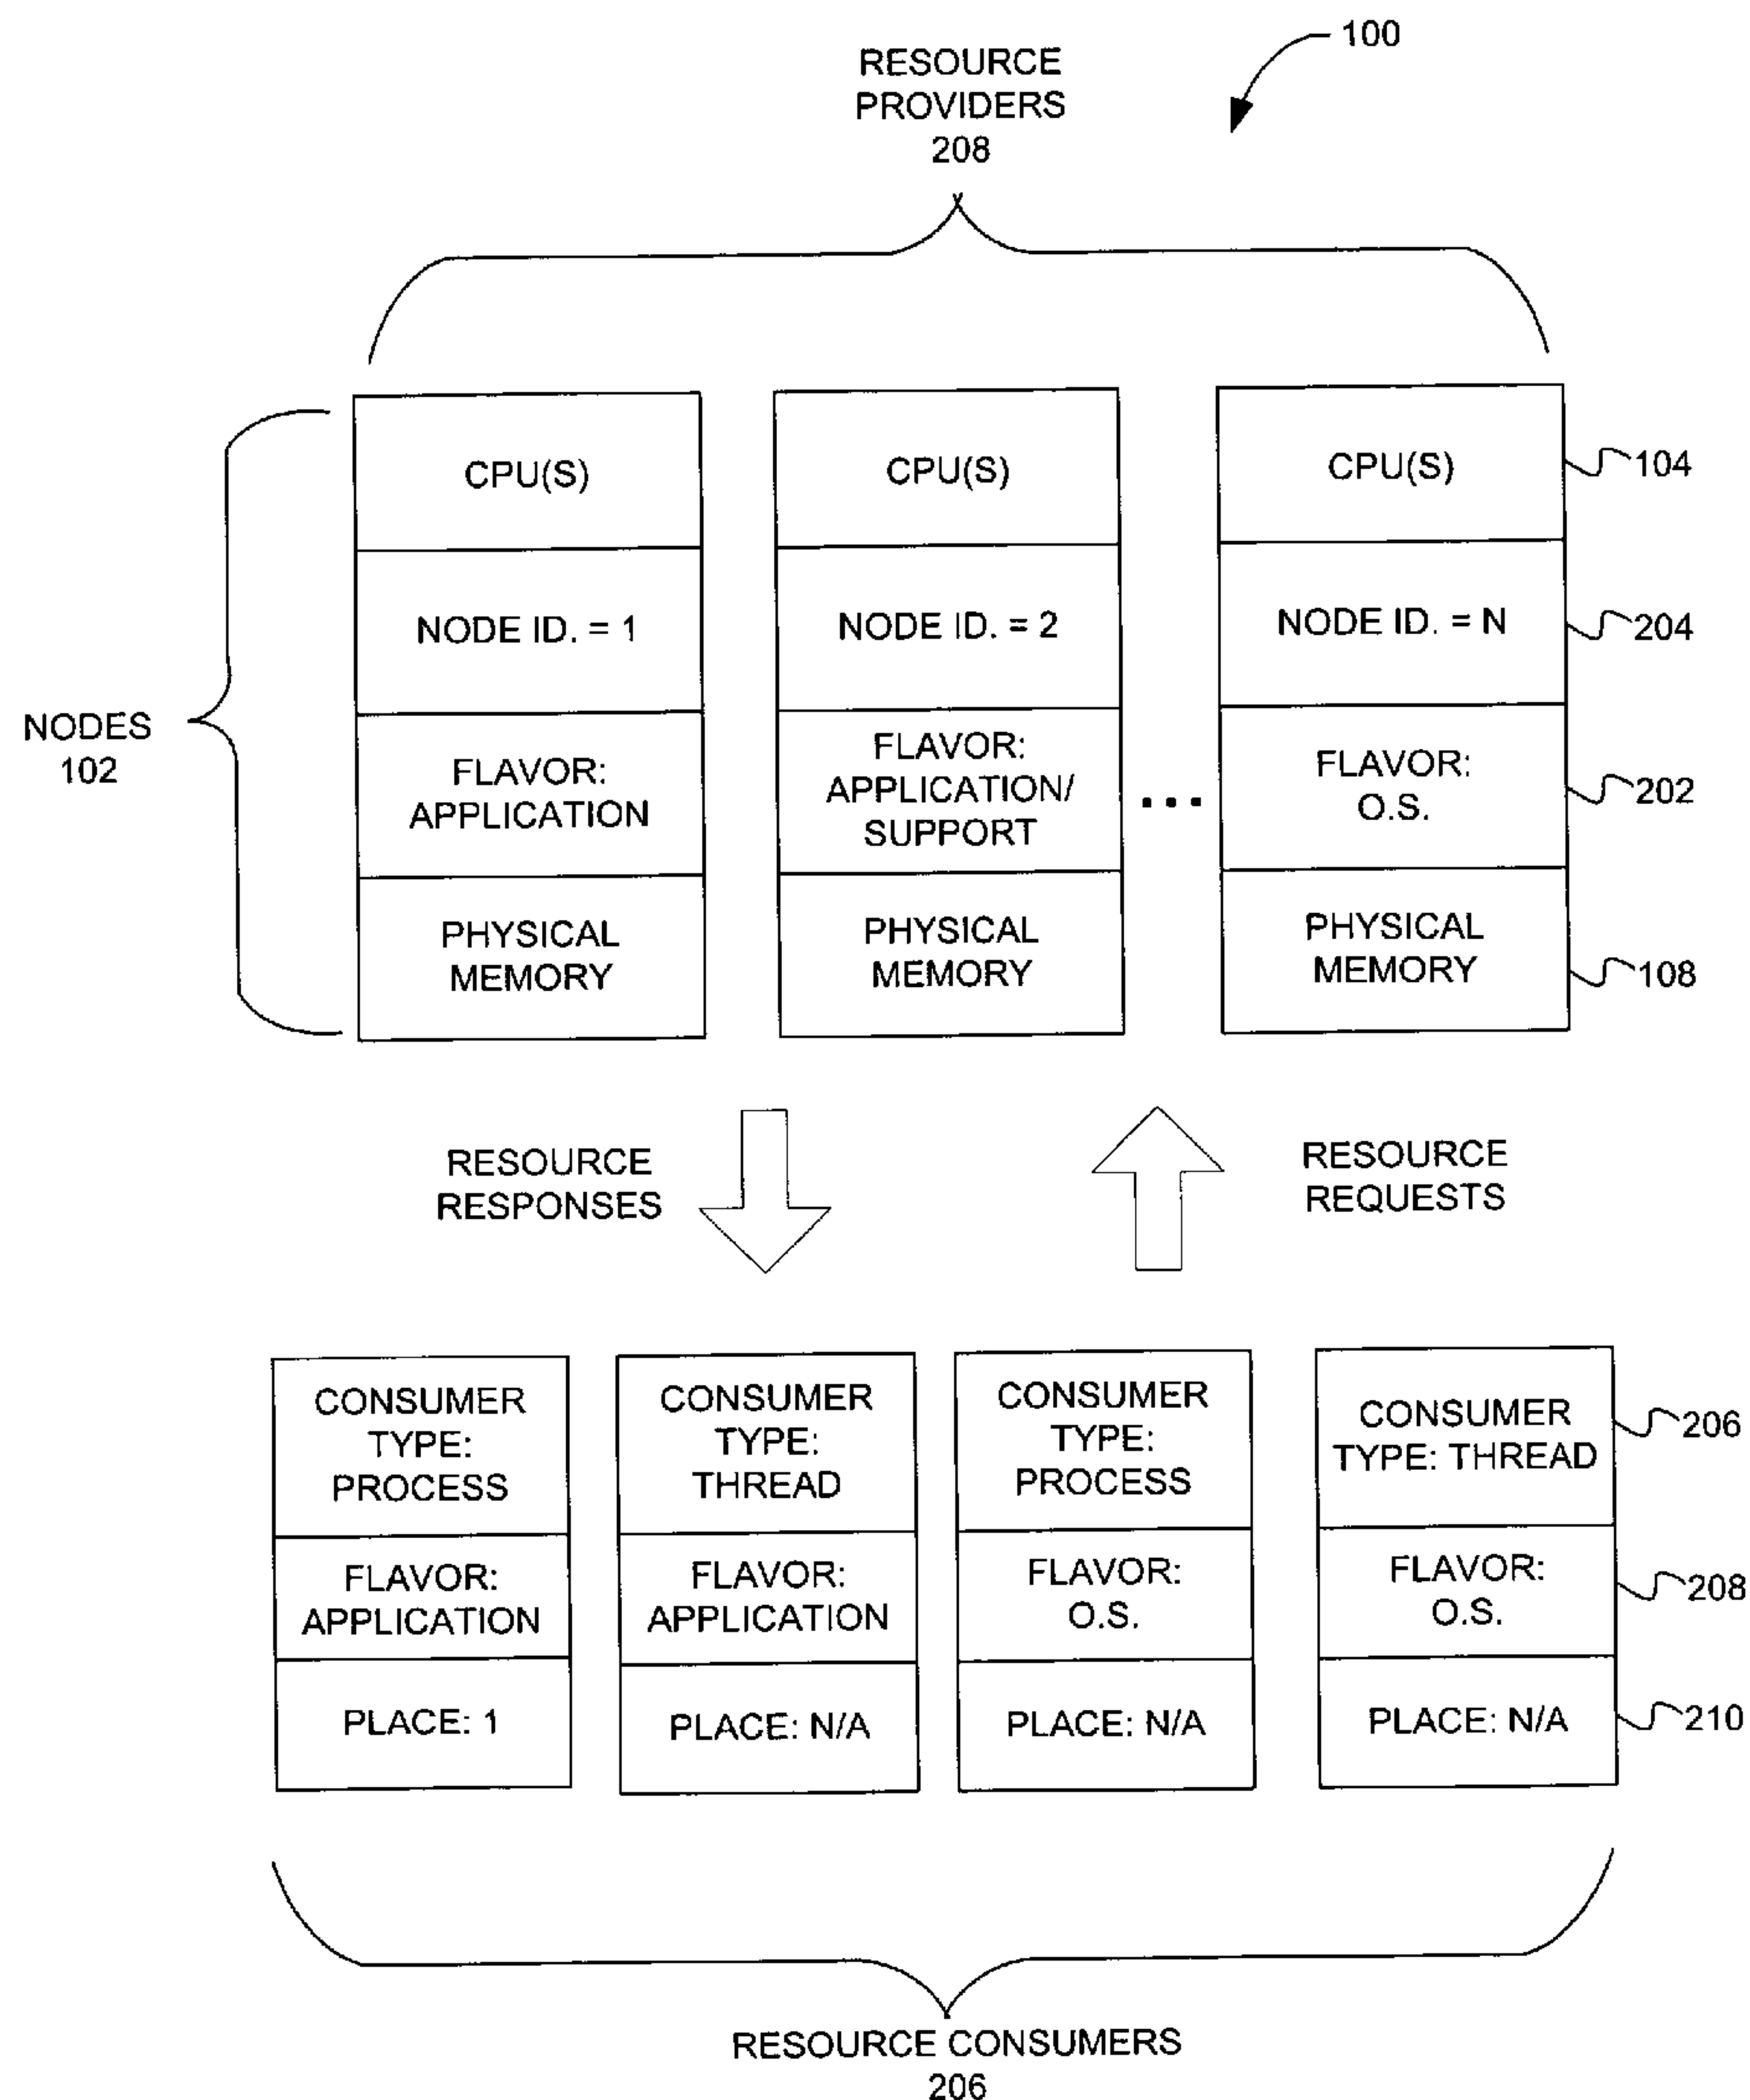 100
RESOURCE
PROVIDERS
208
CPU(S)
CPU(S)
CPU(S)
104
NODE ID. = 1
NODE ID. = 2
NODE ID. = N
204
NODES
102
FLAVOR:
APPLICATION
FLAVOR:
APPLICATION/
SUPPORT
...
FLAVOR:
O.S.
202
PHYSICAL
MEMORY
PHYSICAL
MEMORY
PHYSICAL
MEMORY
108
RESOURCE
RESPONSES
RESOURCE
REQUESTS
CONSUMER
TYPE:
PROCESS
CONSUMER
TYPE:
THREAD
CONSUMER
TYPE:
PROCESS
CONSUMER
TYPE: THREAD
206
FLAVOR:
APPLICATION
FLAVOR:
APPLICATION
FLAVOR:
O.S.
FLAVOR:
O.S.
208
PLACE: 1
PLACE: N/A
PLACE: N/A
PLACE: N/A
210
RESOURCE CONSUMERS
206